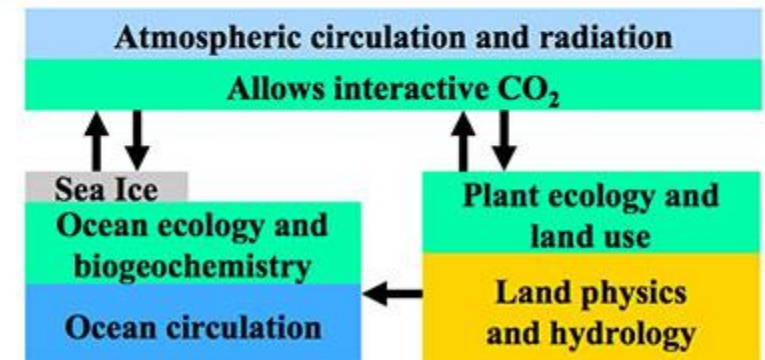 Atmospheric circulation and radiation
Allows interactive CO₂
Sea Ice
Ocean ecology and
biogeochemistry
Ocean circulation
Plant ecology and
land use
Land physics
and hydrology